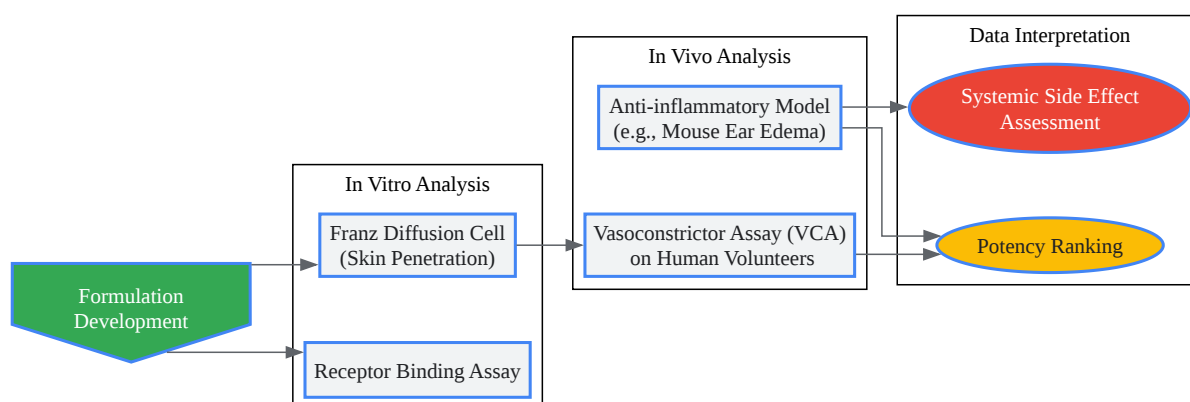 Formulation
Development
In Vitro Analysis
Franz Diffusion Cell
(Skin Penetration)
Receptor Binding Assay
In Vivo Analysis
Anti-inflammatory Model
(e.g., Mouse Ear Edema)
Vasoconstrictor Assay (VCA)
on Human Volunteers
Data Interpretation
Systemic Side Effect
Assessment
Potency Ranking